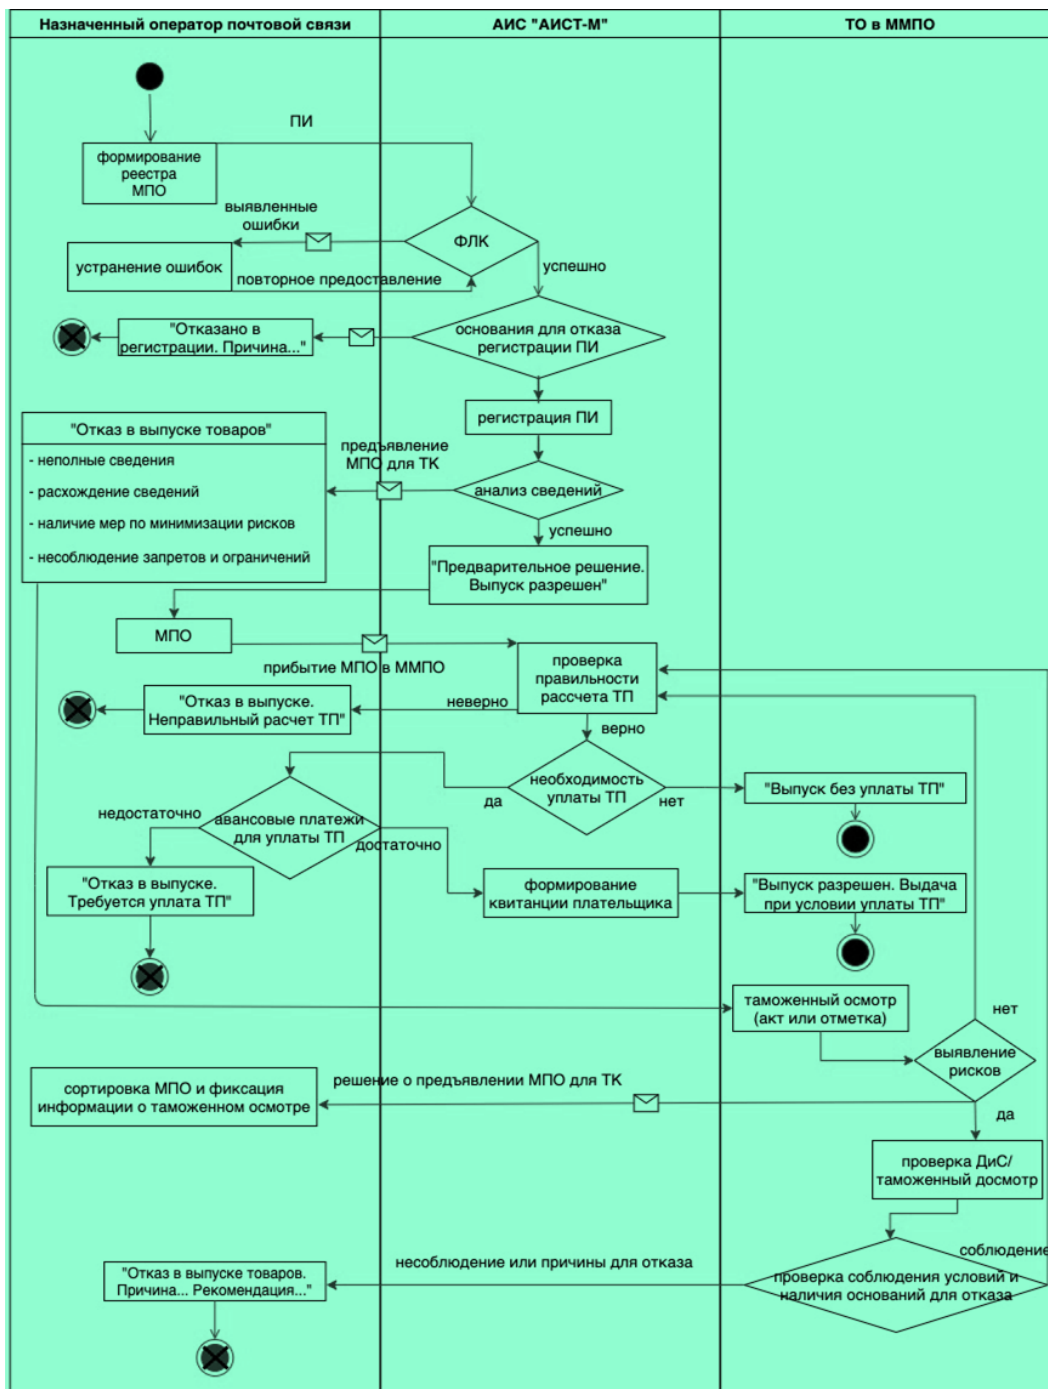 Назначенный оператор почтовой связи
АИС "АИСТ-М"
ТО в ММПО
ПИ
формирование
реестра
МПО
выявленные
ошибки
ФЛК
устранение ошибок
повторное предоставление
успешно
"Отказано в
регистрации. Причина..."
основания для отказа
регистрации ПИ
регистрация ПИ
"Отказ в выпуске товаров"
- неполные сведения
- расхождение сведений
- наличие мер по минимизации рисков
- несоблюдение запретов и ограничений
предъявление
МПО для ТК
анализ сведений
успешно
"Предварительное решение.
Выпуск разрешен"
МПО
прибытие МПО в ММПО
проверка
правильности
рассчета ТП
"Отказ в выпуске.
Неправильный расчет ТП"
неверно
верно
необходимость
уплаты ТП
да
нет
"Выпуск без уплаты ТП"
недостаточно
авансовые платежи
для уплаты ТП
достаточно
"Отказ в выпуске.
Требуется уплата ТП"
формирование
квитанции плательщика
"Выпуск разрешен. Выдача
при условии уплаты ТП"
таможенный осмотр
(акт или отметка)
нет
выявление
рисков
сортировка МПО и фиксация
информации о таможенном осмотре
решение о предъявлении МПО для ТК
да
проверка ДиС/
таможенный досмотр
соблюдение
несоблюдение или причины для отказа
проверка соблюдения условий и
наличия оснований для отказа
"Отказ в выпуске товаров.
Причина... Рекомендация..."